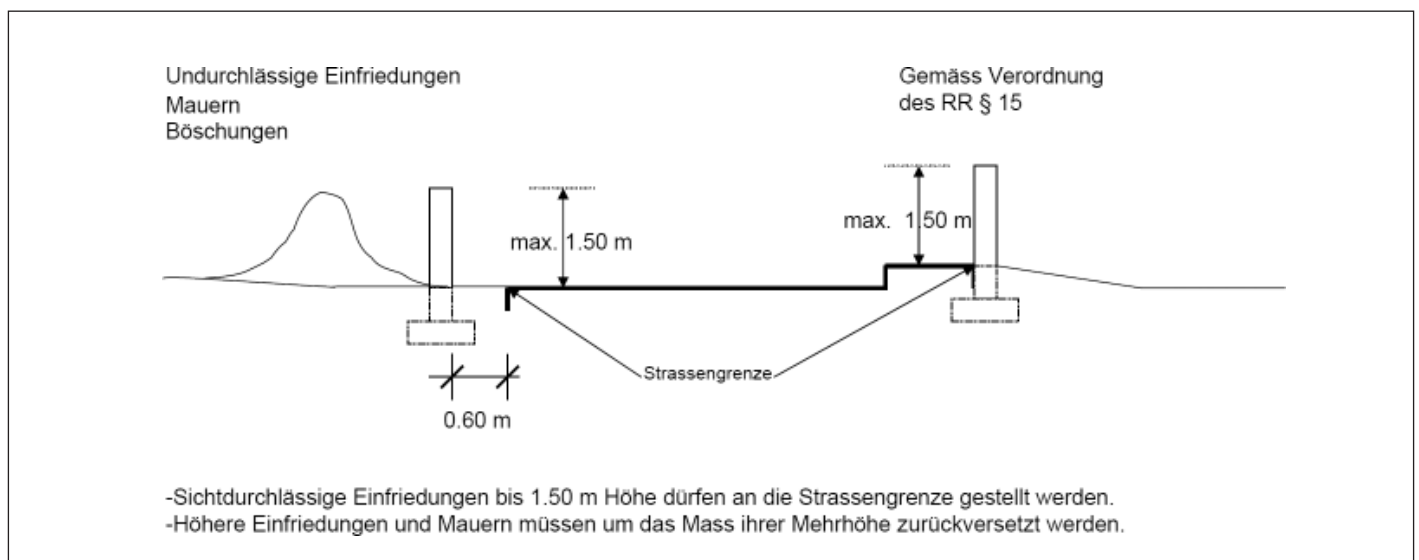 Undurchlässige Einfriedungen
Mauern
Böschungen
Gemäss Verordnung
des RR § 15
max. 1.50 m
max. 1.50 m
Strassengrenze
0.60 m
-Sichtdurchlässige Einfriedungen bis 1.50 m Höhe dürfen an die Strassengrenze gestellt werden.
-Höhere Einfriedungen und Mauern müssen um das Mass ihrer Mehrhöhe zurückversetzt werden.